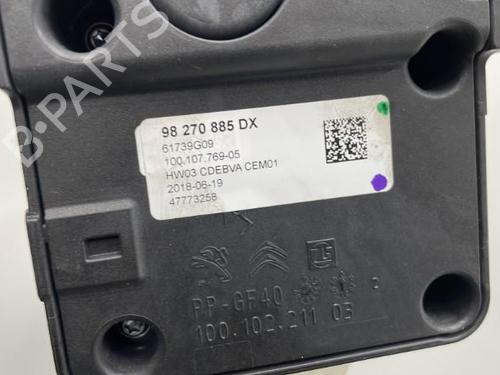 B-PARTS
98 270 885 DX
61739G09
100.107.769-05
HW03 CDEBVA CEM01
2018-06-19
47773258
PP-GF40
100.102.211 03